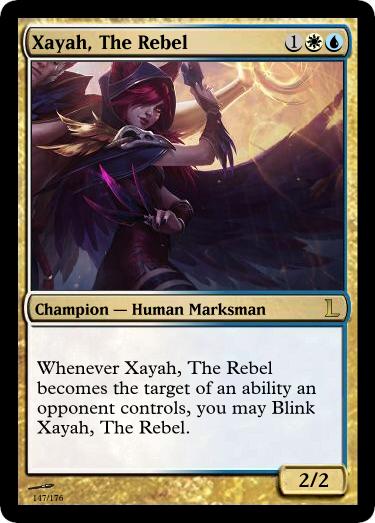 Xayah, The Rebel 1
Champion — Human Marksman L
Whenever Xayah, The Rebel
becomes the target of an ability an
opponent controls, you may Blink
Xayah, The Rebel.
2/2
147/176